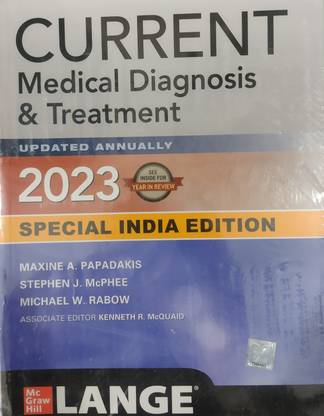 CURRENT
Medical Diagnosis
& Treatment
UPDATED ANNUALLY
2023
SEE
INSIDE FOR
YEAR IN REVIEW
SPECIAL INDIA EDITION
MAXINE A. PAPADAKIS
STEPHEN J. McPHEE
MICHAEL W. RABOW
ASSOCIATE EDITOR KENNETH R. McQUAID
Mc
Graw
Hill
LANGE®